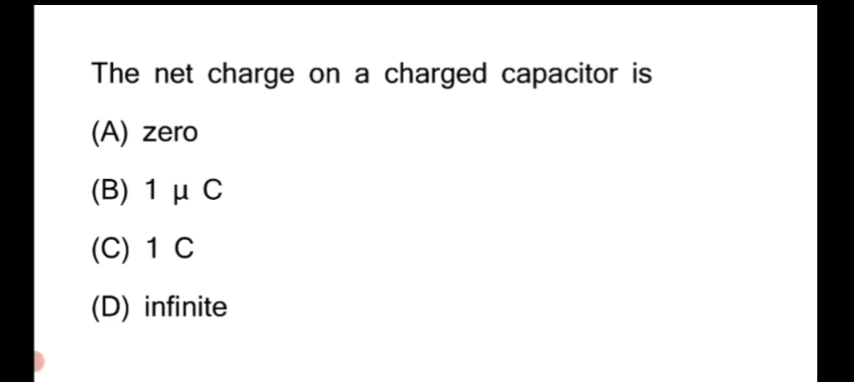 The net charge on a charged capacitor is
(A) zero
(B) 1 μ C
(C) 1 C
(D) infinite